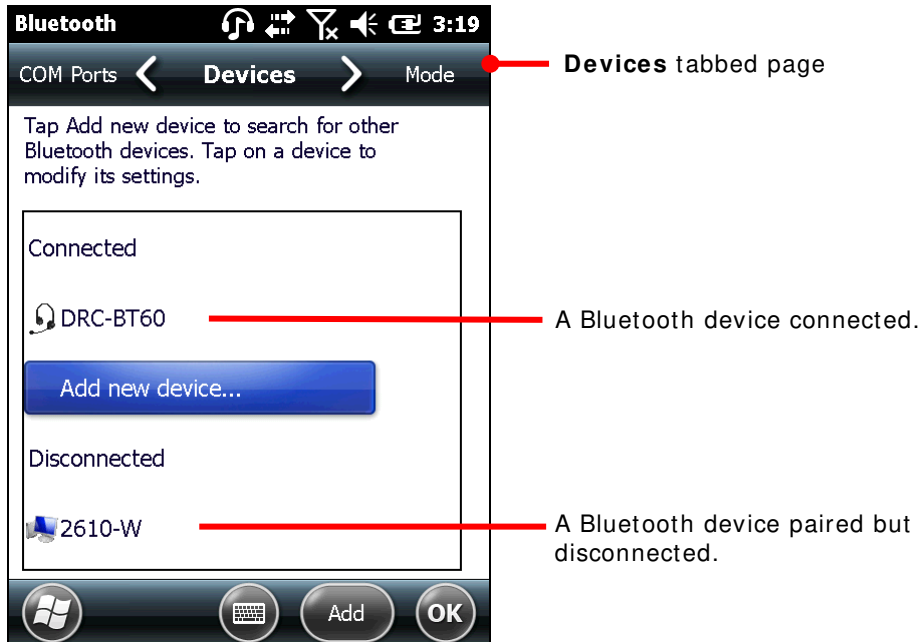 Bluetooth 3:19
COM Ports Devices Mode
Devices tabbed page
Tap Add new device to search for other
Bluetooth devices. Tap on a device to
modify its settings.
Connected
DRC-BT60
A Bluetooth device connected.
Add new device...
Disconnected
2610-W
A Bluetooth device paired but
disconnected.
Add OK